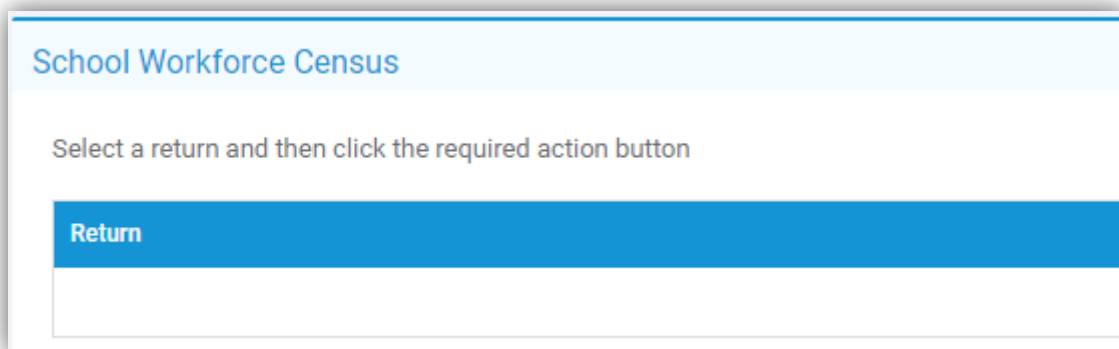 School Workforce Census
Select a return and then click the required action button
Return